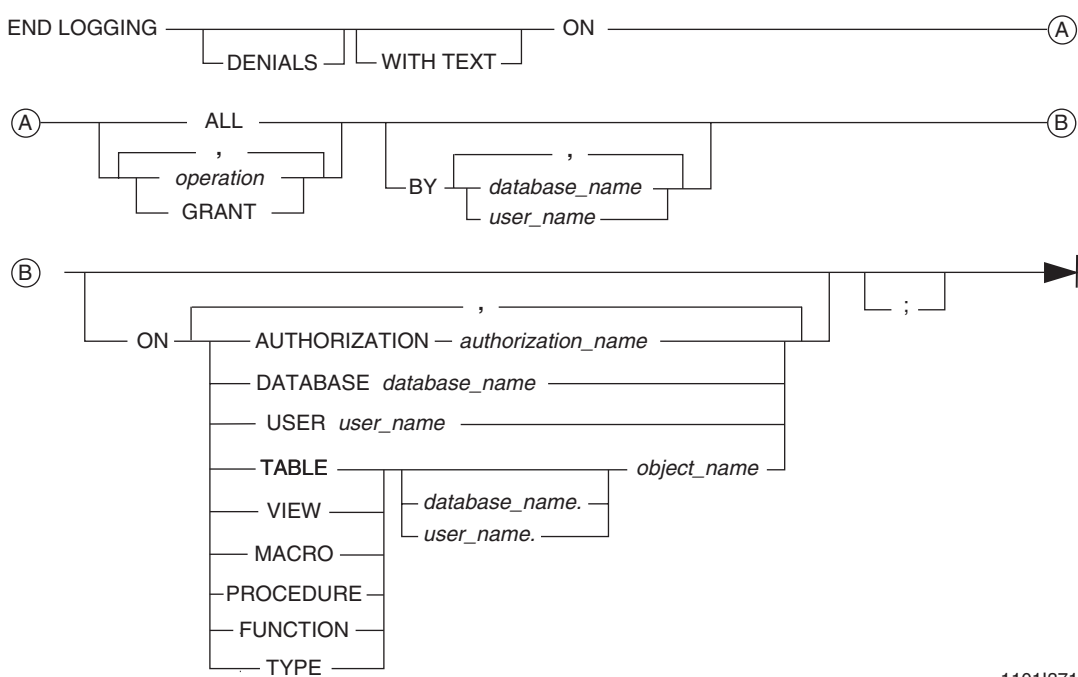 END LOGGING ON A
DENIALS WITH TEXT
A ALL B
, ,
operation BY database_name
GRANT user_name
B
, ;
ON AUTHORIZATION authorization_name
DATABASE database_name
USER user_name
TABLE object_name
database_name.
VIEW
user_name.
MACRO
PROCEDURE
FUNCTION
TYPE